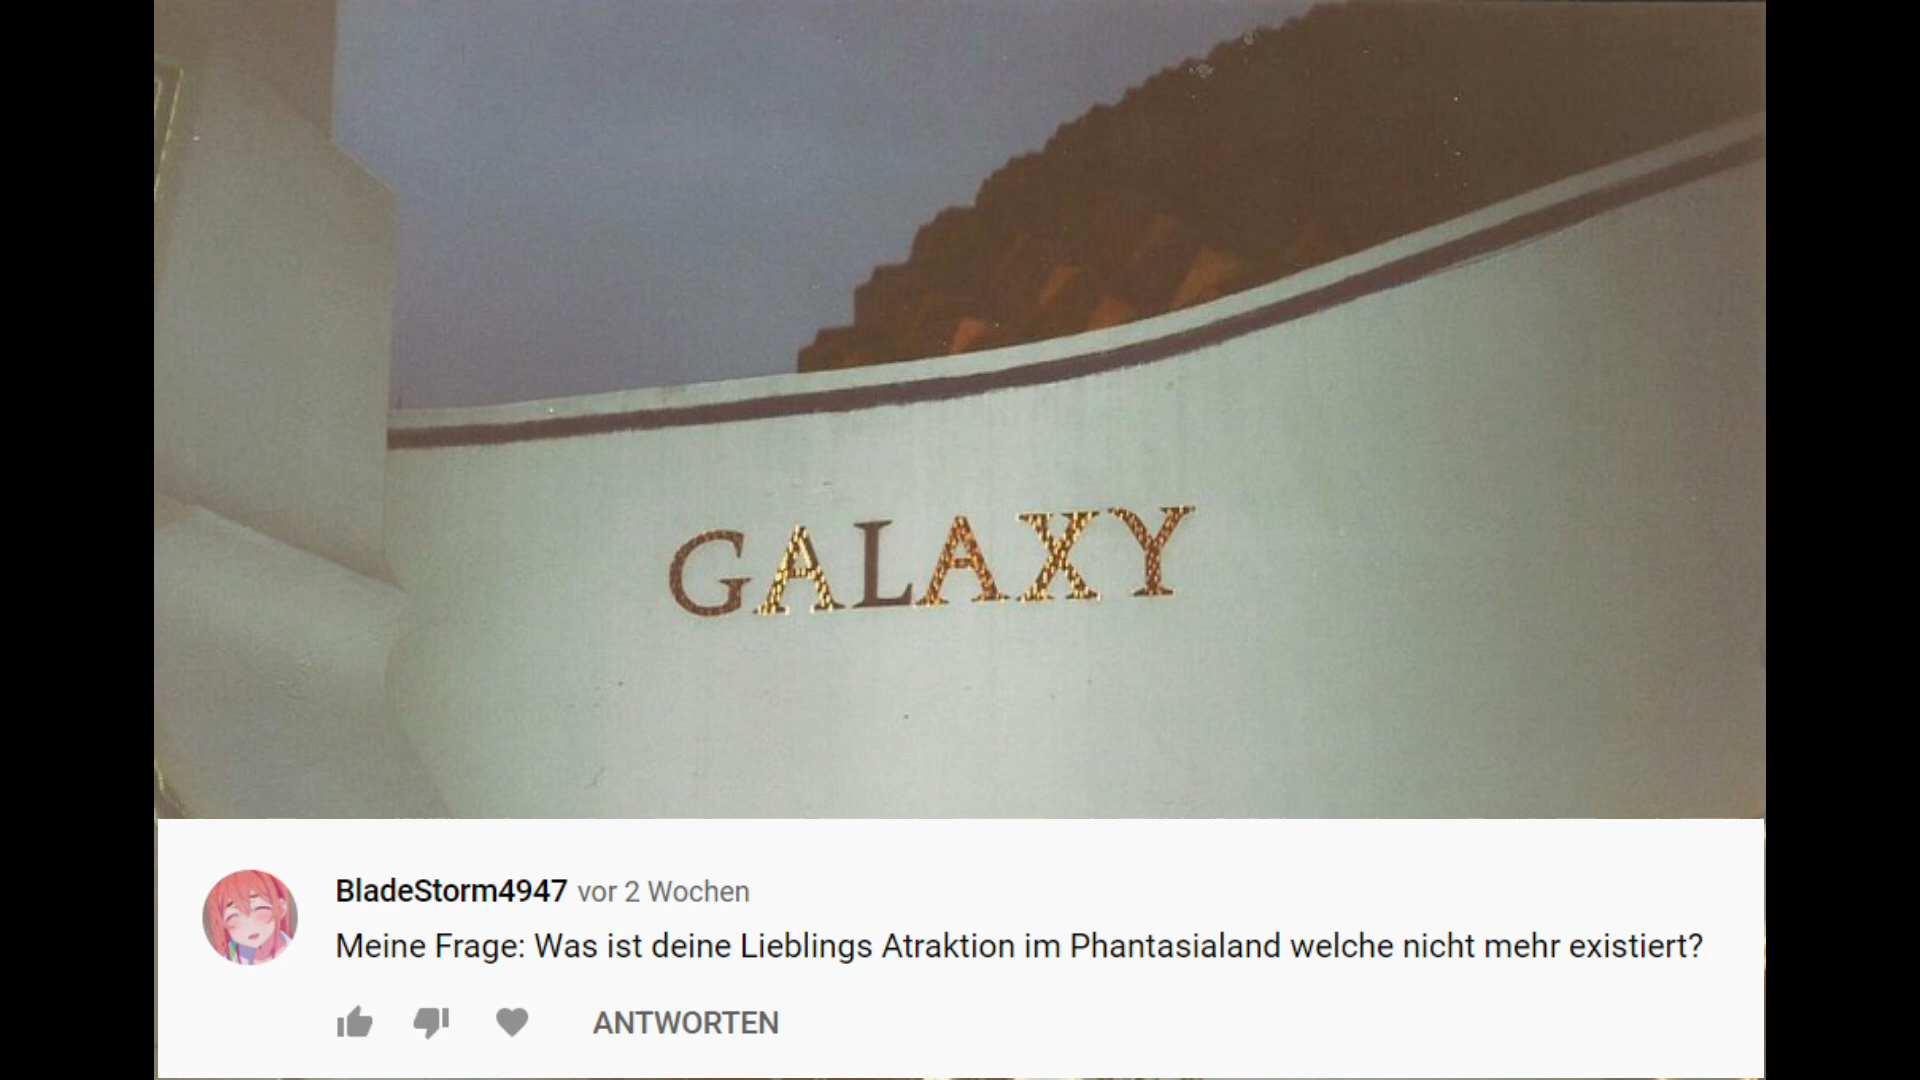 GALAXY
BladeStorm4947 vor 2 Wochen
Meine Frage: Was ist deine Lieblings Atraktion im Phantasialand welche nicht mehr existiert?
ANTWORTEN